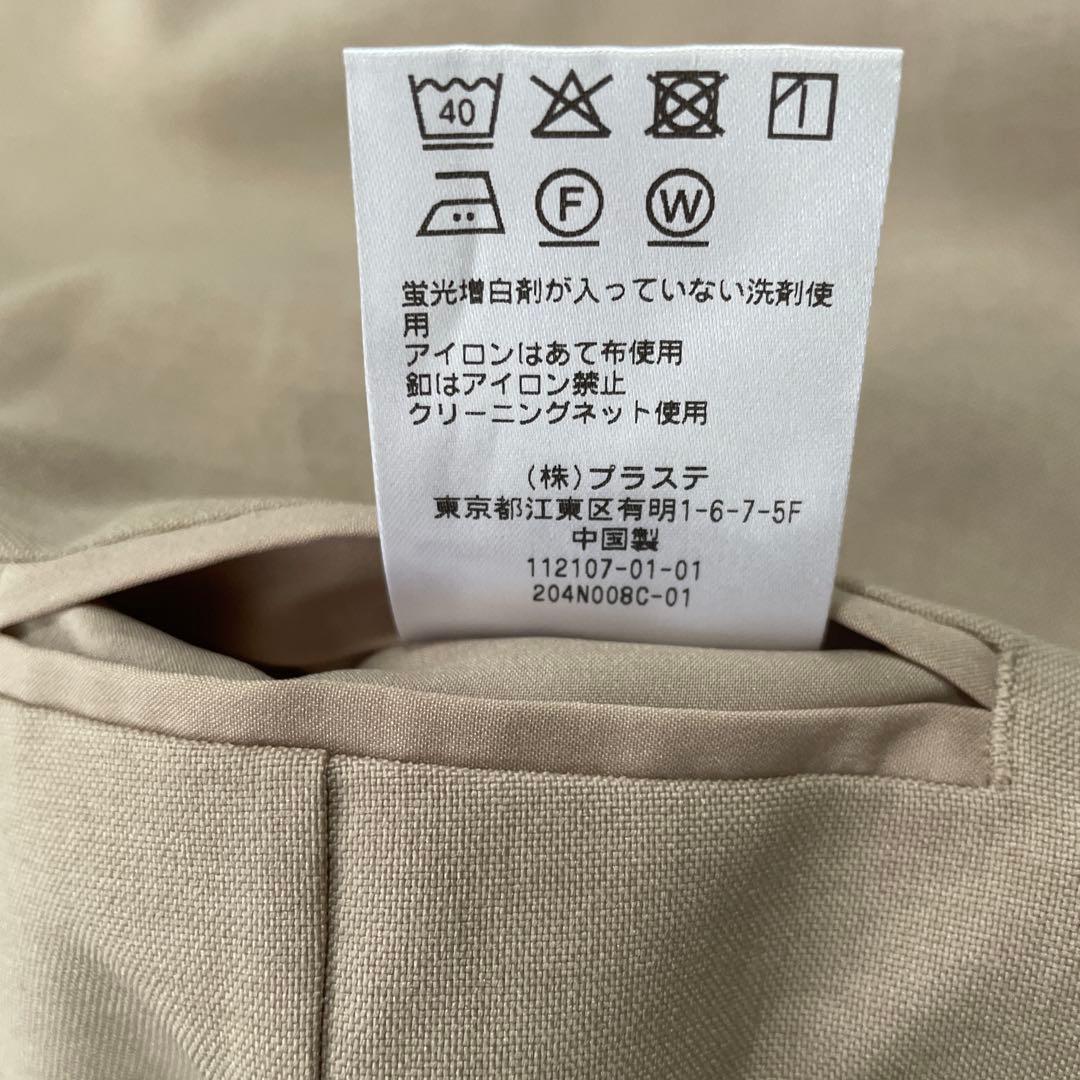 40
F W
蛍光増白剤が入っていない洗剤使
用
アイロンはあて布使用
釦はアイロン禁止
クリーニングネット使用
(株)プラステ
東京都江東区有明1-6-7-5F
中国製
112107-01-01
204N008C-01